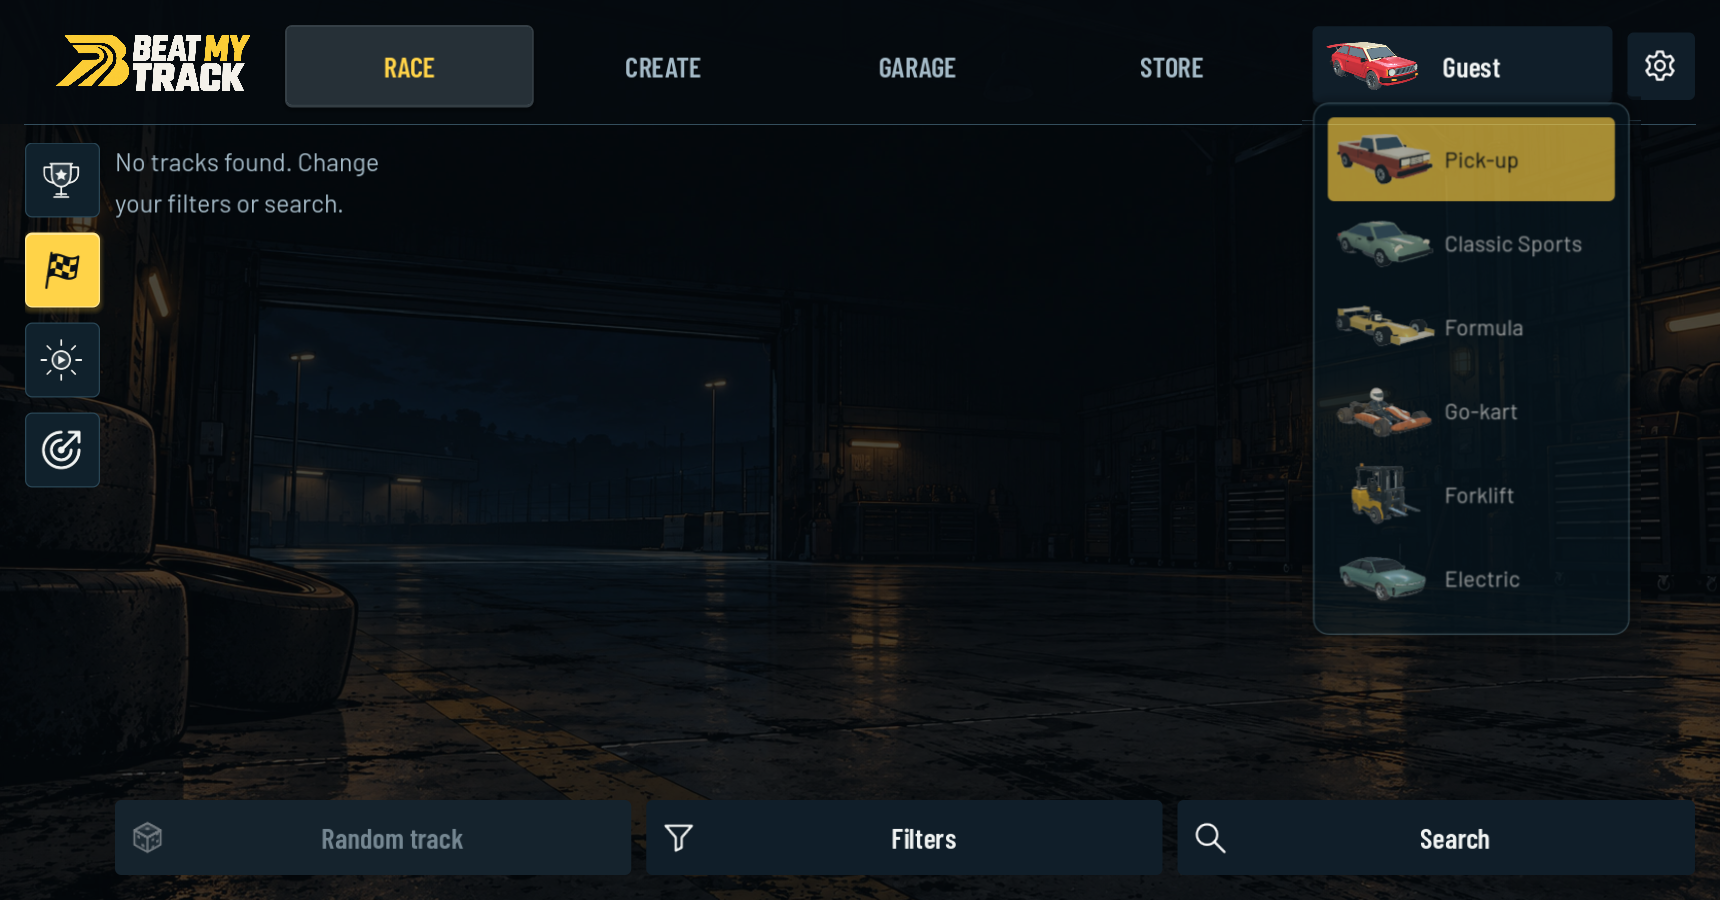 BEAT MY
TRACK
RACE
CREATE
GARAGE
STORE
Guest
No tracks found. Change
your filters or search.
Pick-up
Classic Sports
Formula
Go-kart
Forklift
Electric
Random track
Filters
Search